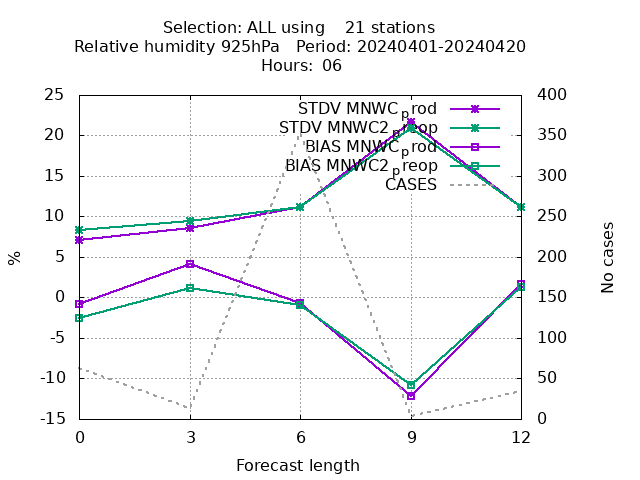 Selection: ALL using    21 stations
Relative humidity 925hPa   Period: 20240401-20240420
Hours: 06
25 400
STDV MNWC_prod
20 STDV MNWC2_preop 350
BIAS MNWC_prod
15 BIAS MNWC2_preop 300
CASES
10 250
5 200
0 150
-5 100
-10 50
-15 0
%
No cases
0 3 6 9 12
Forecast length